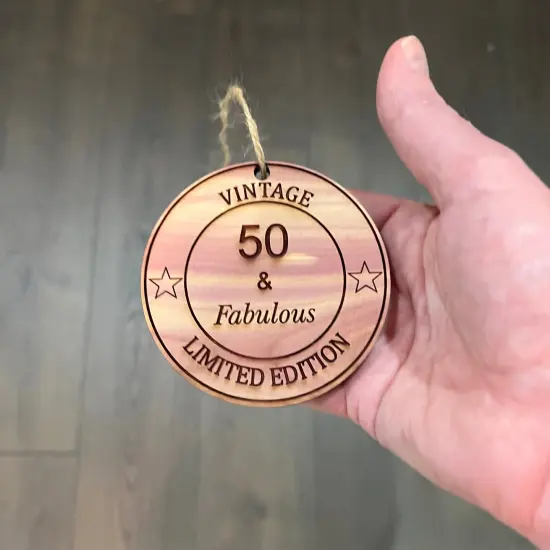 VINTAGE
50
&
Fabulous
LIMITED EDITION